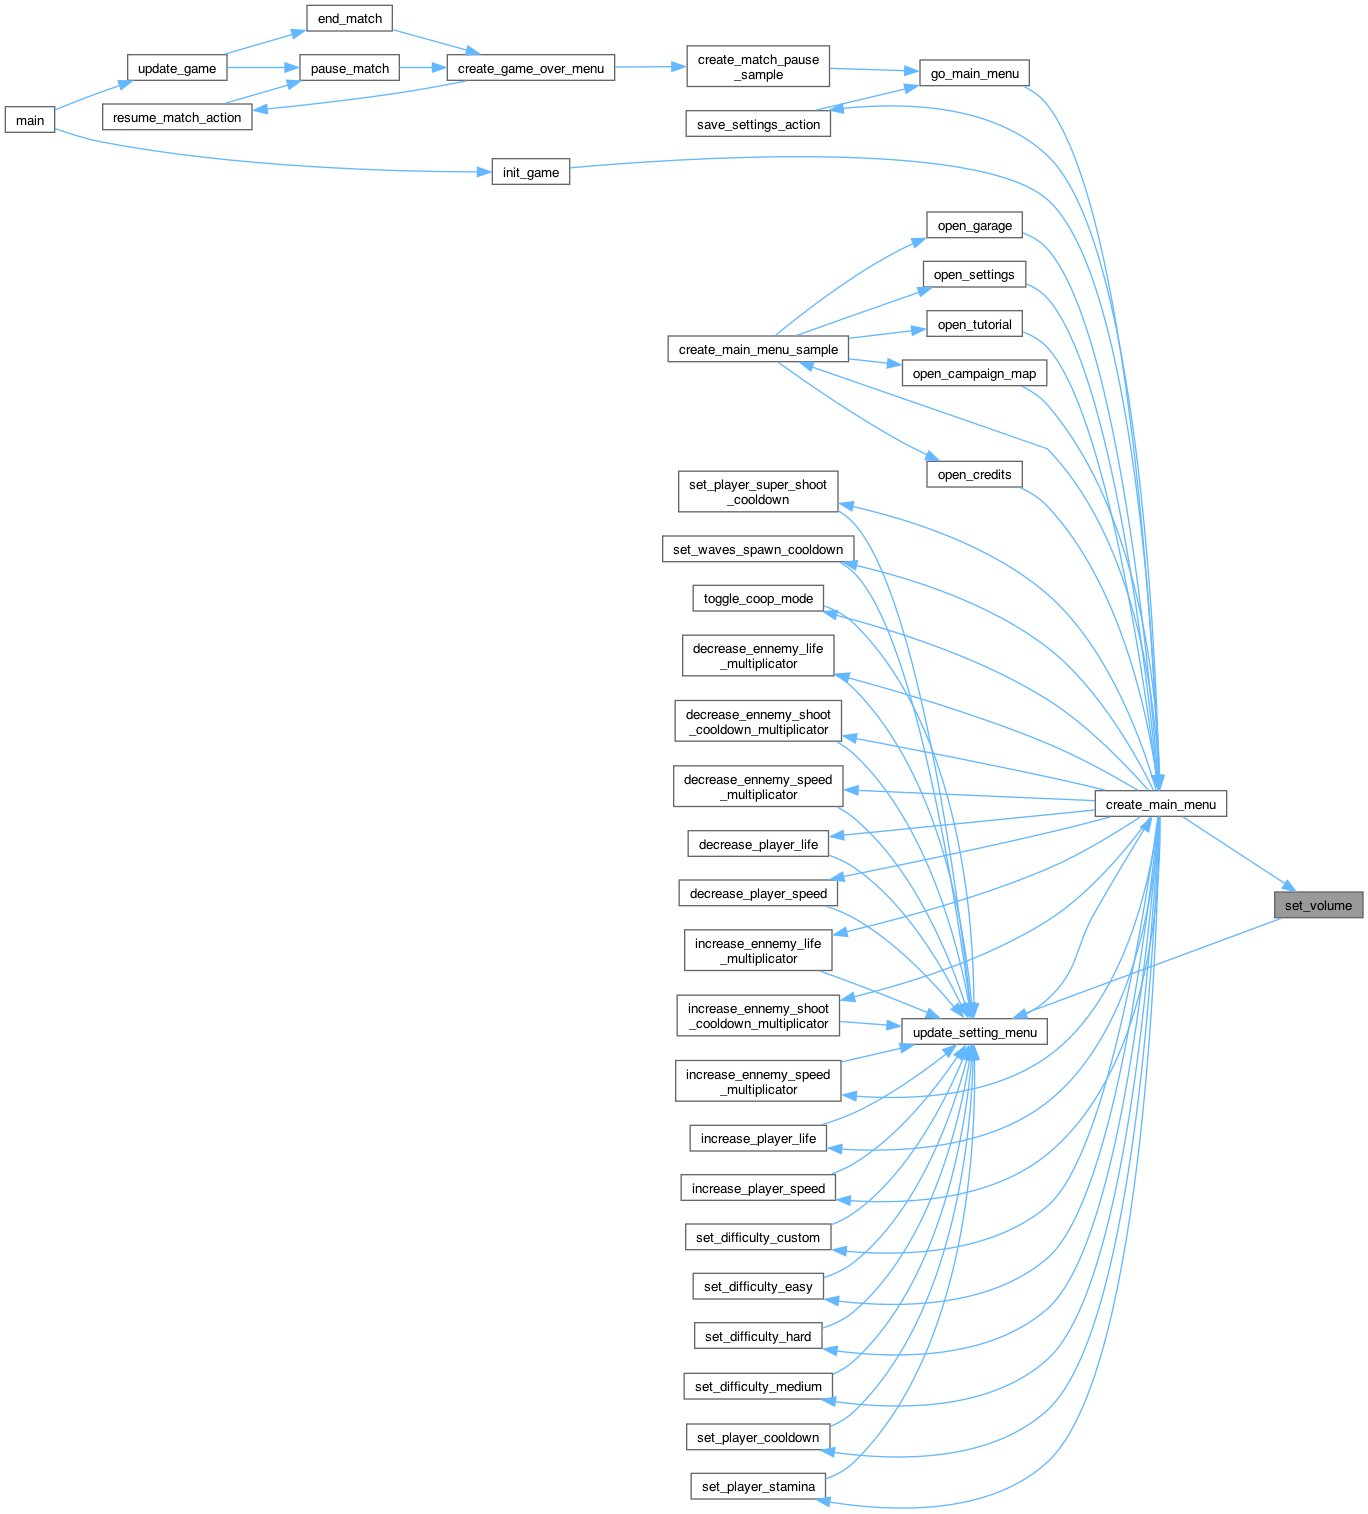 end_match
update_game
pause_match
create_game_over_menu
create_match_pause
_sample
go_main_menu
main
resume_match_action
save_settings_action
init_game
open_garage
open_settings
open_tutorial
create_main_menu_sample
open_campaign_map
open_credits
set_player_super_shoot
_cooldown
set_waves_spawn_cooldown
toggle_coop_mode
decrease_ennemy_life
_multiplicator
decrease_ennemy_shoot
_cooldown_multiplicator
decrease_ennemy_speed
_multiplicator
create_main_menu
decrease_player_life
decrease_player_speed
set_volume
increase_ennemy_life
_multiplicator
increase_ennemy_shoot
_cooldown_multiplicator
update_setting_menu
increase_ennemy_speed
_multiplicator
increase_player_life
increase_player_speed
set_difficulty_custom
set_difficulty_easy
set_difficulty_hard
set_difficulty_medium
set_player_cooldown
set_player_stamina